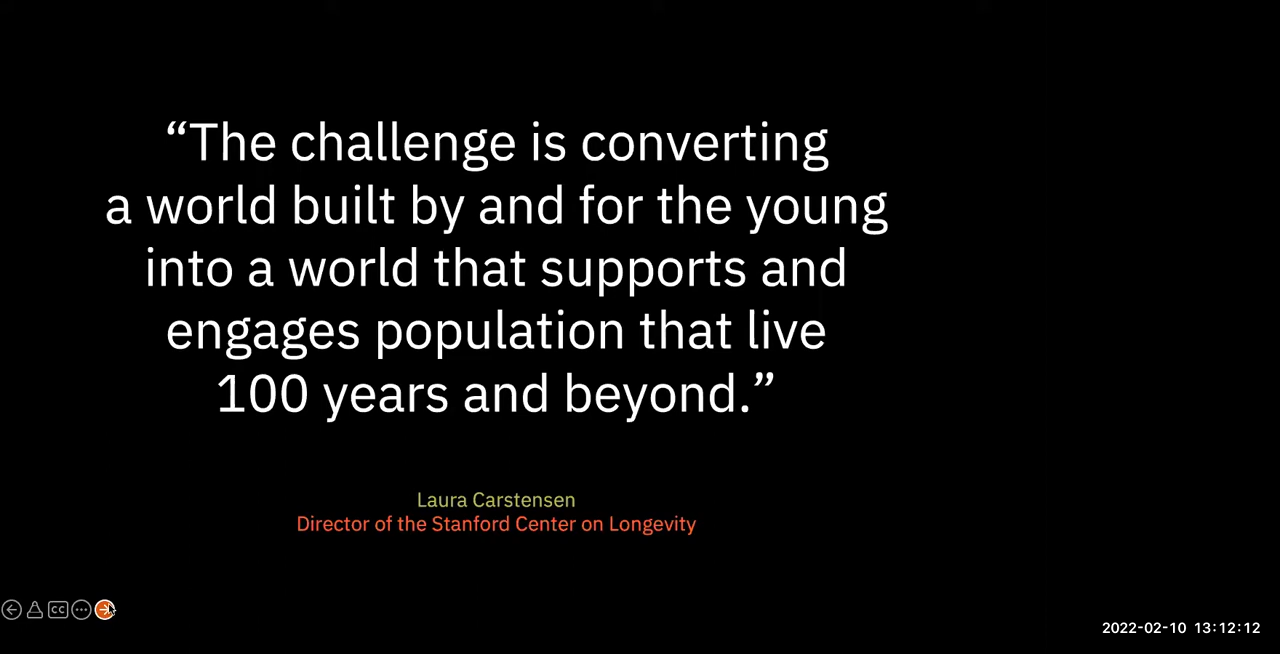 “The challenge is converting
a world built by and for the young
into a world that supports and
engages population that live
100 years and beyond.”
Laura Carstensen
Director of the Stanford Center on Longevity
CC
2022-02-10 13:12:12